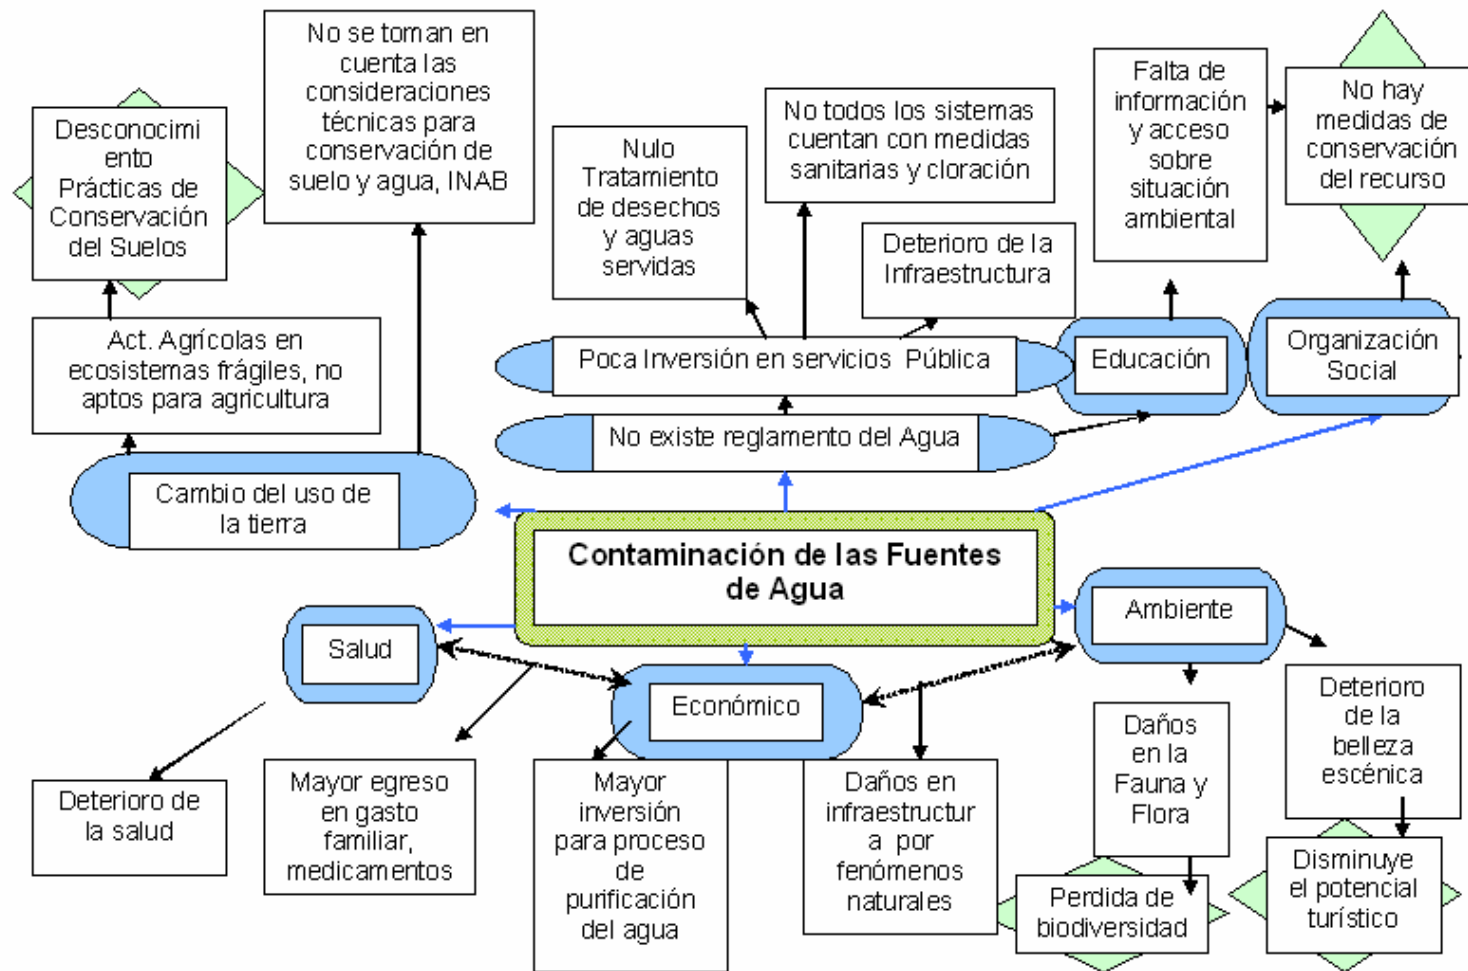 No se toman en
cuenta las
consideraciones
técnicas para
conservación de
suelo y agua, INAB
Desconocimi
ento
Prácticas de
Conservación
del Suelos
Nulo
Tratamiento
de desechos
y aguas
servidas
No todos los sistemas
cuentan con medidas
sanitarias y cloración
Falta de
información
y acceso
sobre
situación
ambiental
No hay
medidas de
conservación
del recurso
Deterioro de la
Infraestructura
Act. Agrícolas en
ecosistemas frágiles, no
aptos para agricultura
Poca Inversión en servicios Pública
Educación
Organización
Social
No existe reglamento del Agua
Cambio del uso de
la tierra
Contaminación de las Fuentes
de Agua
Salud
Económico
Ambiente
Deterioro de
la salud
Mayor egreso
en gasto
familiar,
medicamentos
Mayor
inversión
para proceso
de
purificación
del agua
Daños en
infraestructur
a por
fenómenos
naturales
Daños
en la
Fauna y
Flora
Deterioro
de la
belleza
escénica
Perdida de
biodiversidad
Disminuye
el potencial
turístico